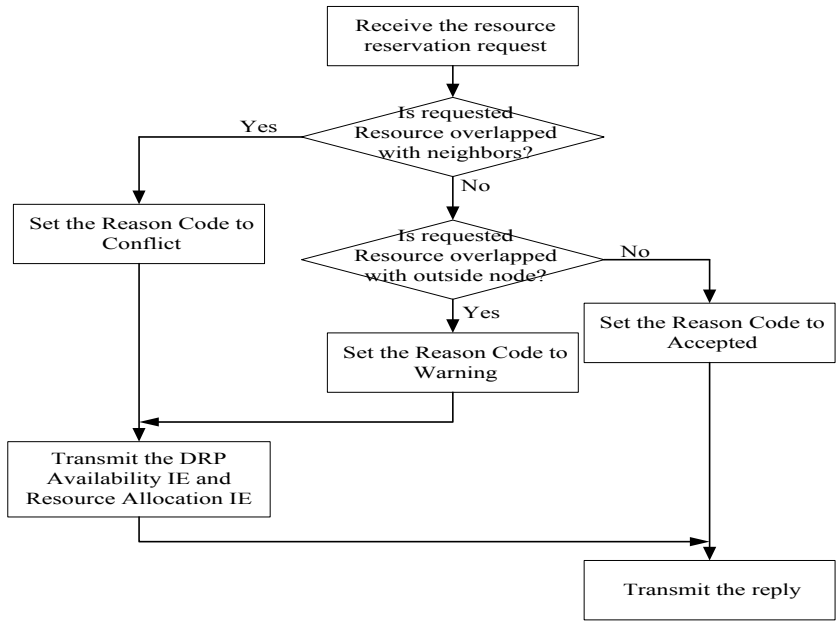 Receive the resource
reservation request
Is requested
Resource overlapped
with neighbors?
Yes
No
Set the Reason Code to
Conflict
Is requested
Resource overlapped
with outside node?
No
Yes
Set the Reason Code to
Accepted
Set the Reason Code to
Warning
Transmit the DRP
Availability IE and
Resource Allocation IE
Transmit the reply